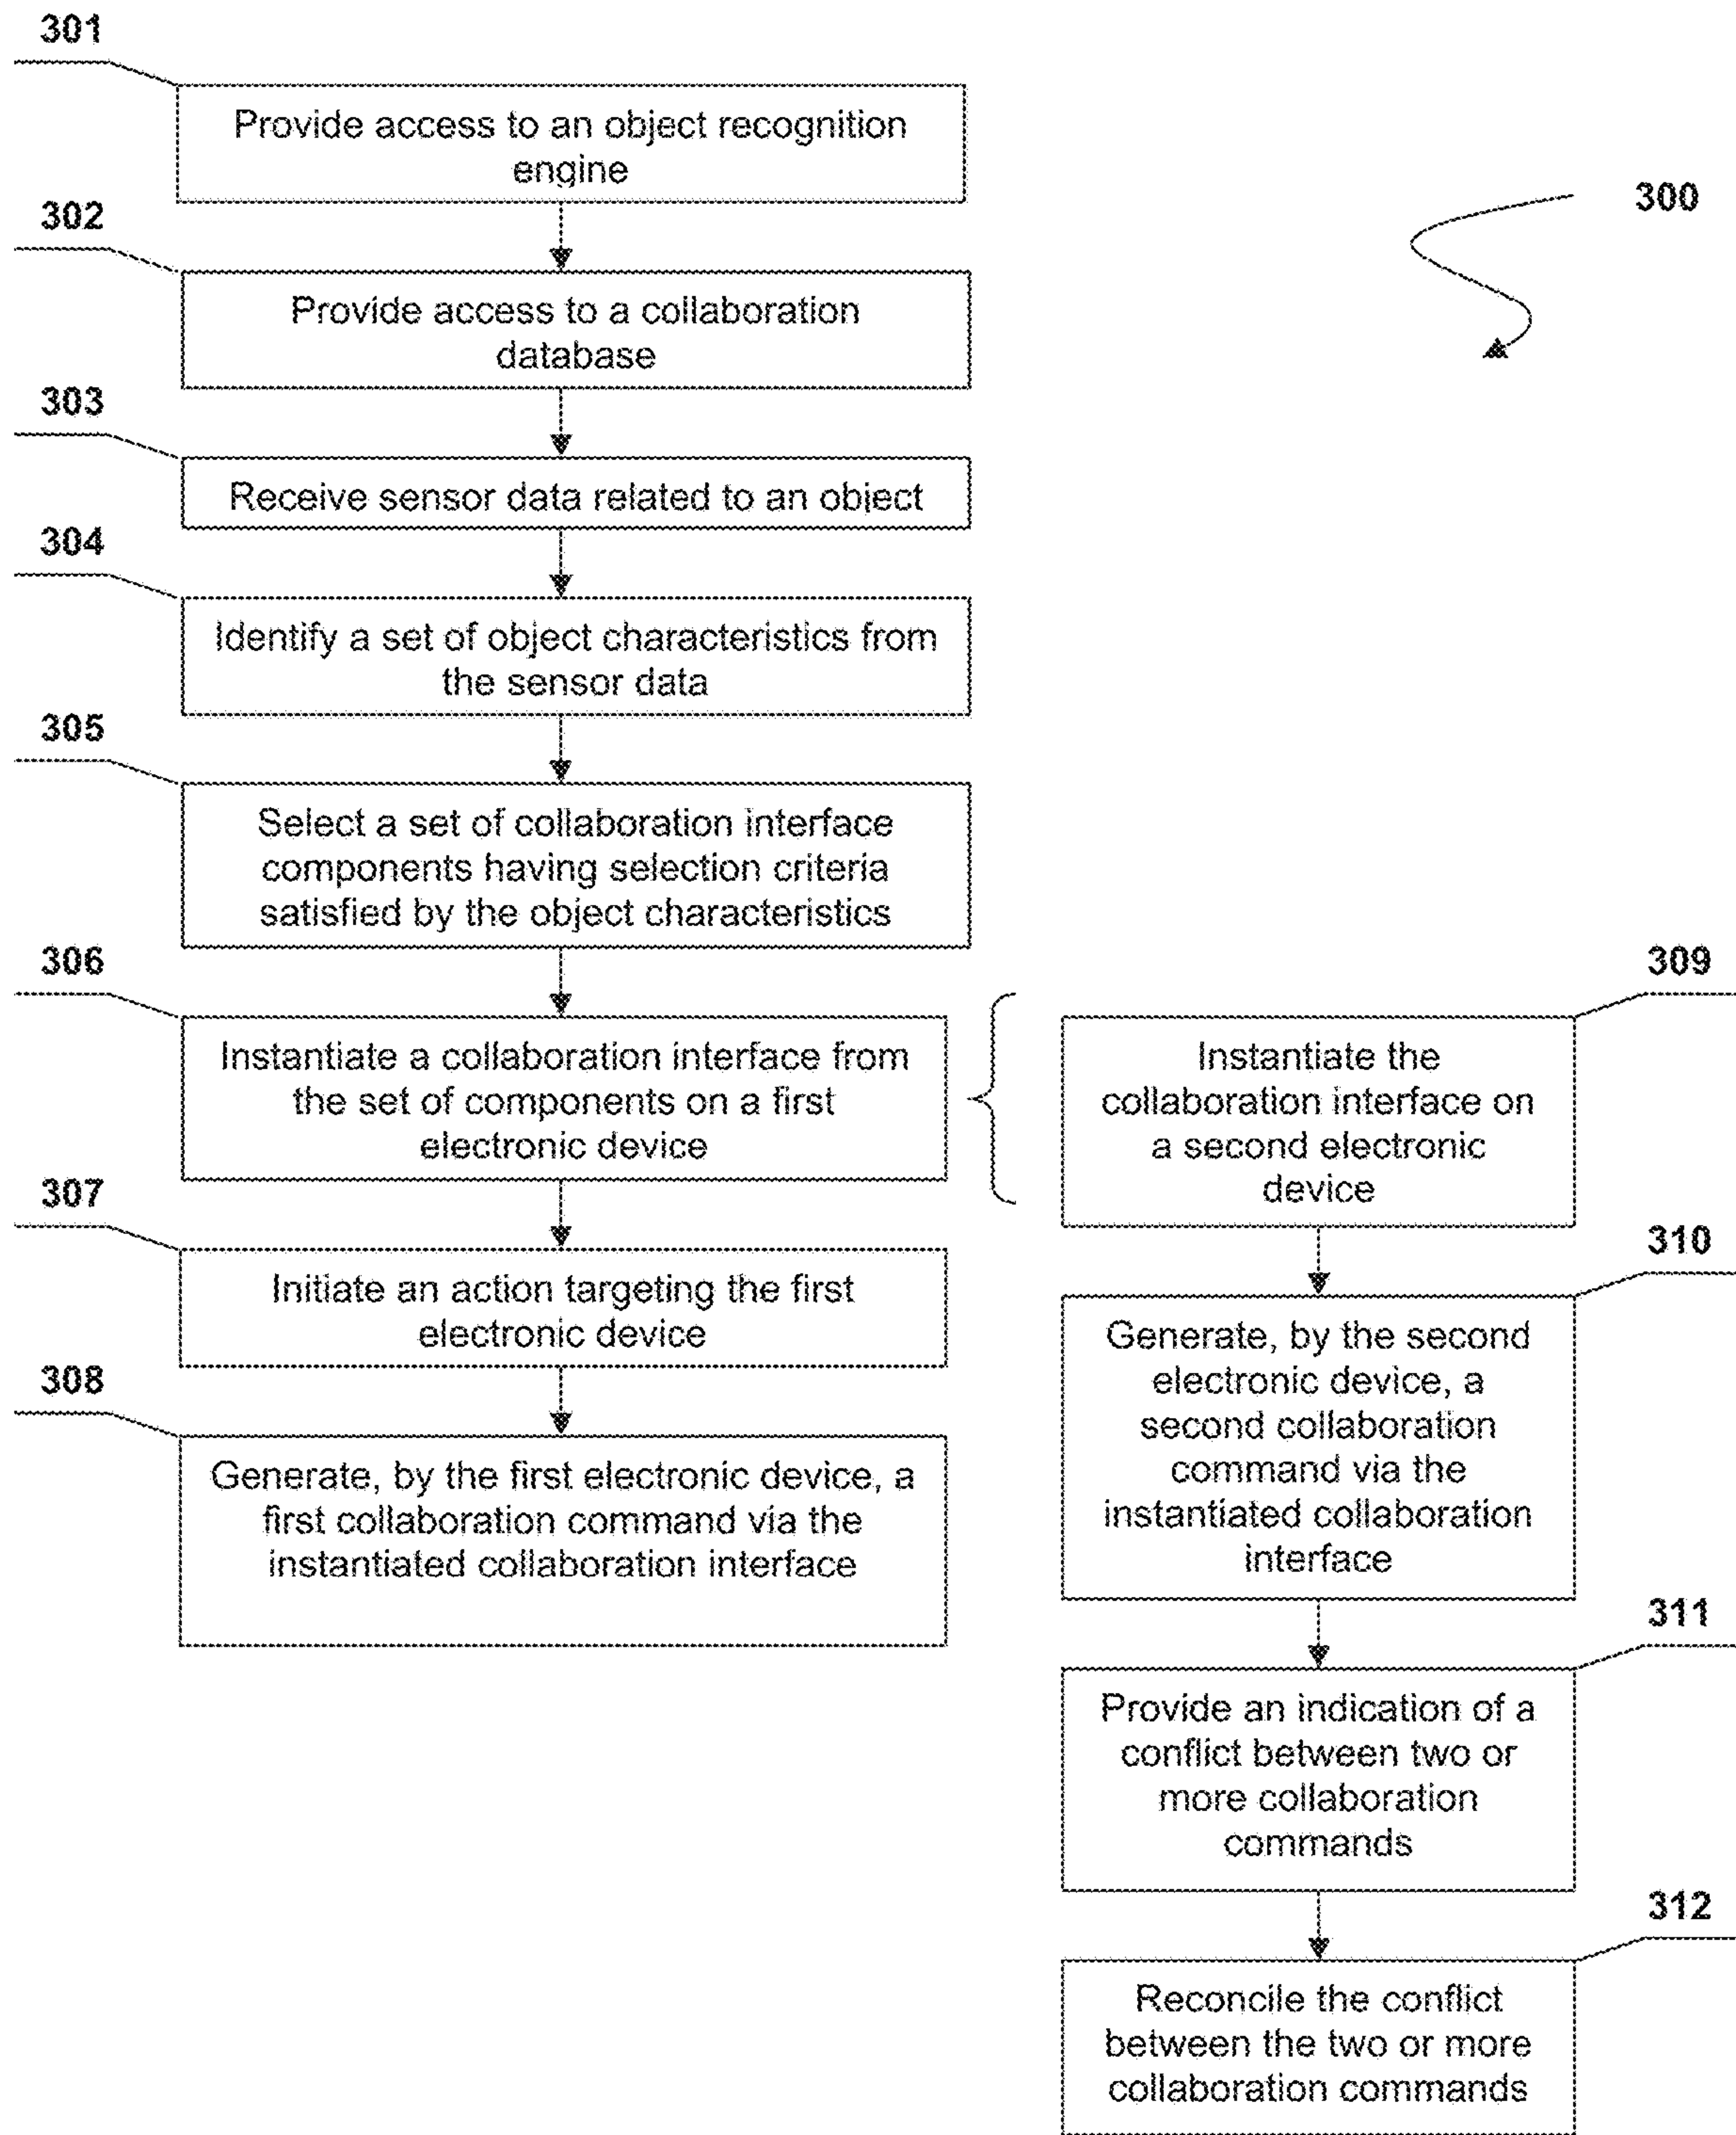 301
Provide access to an object recognition
engine
302
Provide access to a collaboration
database
303
Receive sensor data related to an object
304
Identify a set of object characteristics from
the sensor data
305
Select a set of collaboration interface
components having selection criteria
satisfied by the object characteristics
306
Instantiate a collaboration interface from
the set of components on a first
electronic device
307
Initiate an action targeting the first
electronic device
308
Generate, by the first electronic device, a
first collaboration command via the
instantiated collaboration interface
300
309
Instantiate the
collaboration interface on
a second electronic
device
310
Generate, by the second
electronic device, a
second collaboration
command via the
instantiated collaboration
interface
311
Provide an indication of a
conflict between two or
more collaboration
commands
312
Reconcile the conflict
between the two or more
collaboration commands